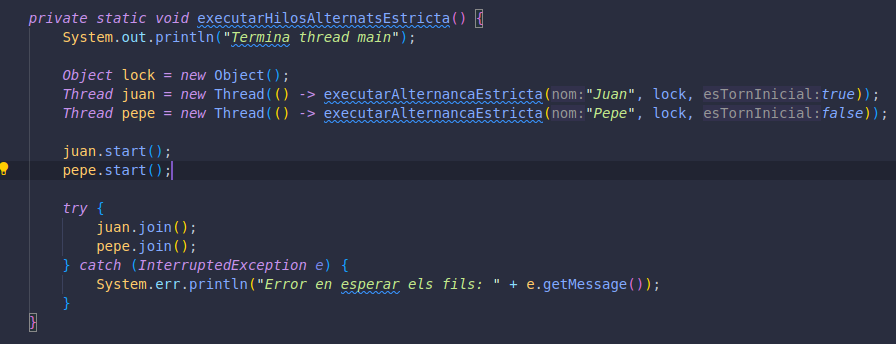 private static void executarHilosAlternatsEstricta() {
    System.out.println("Termina thread main");

    Object lock = new Object();
    Thread juan = new Thread(() -> executarAlternancaEstricta(nom:"Juan", lock, esTornInicial:true));
    Thread pepe = new Thread(() -> executarAlternancaEstricta(nom:"Pepe", lock, esTornInicial:false));

    juan.start();
    pepe.start();

    try {
        juan.join();
        pepe.join();
    } catch (InterruptedException e) {
        System.err.println("Error en esperar els fils: " + e.getMessage());
    }
}